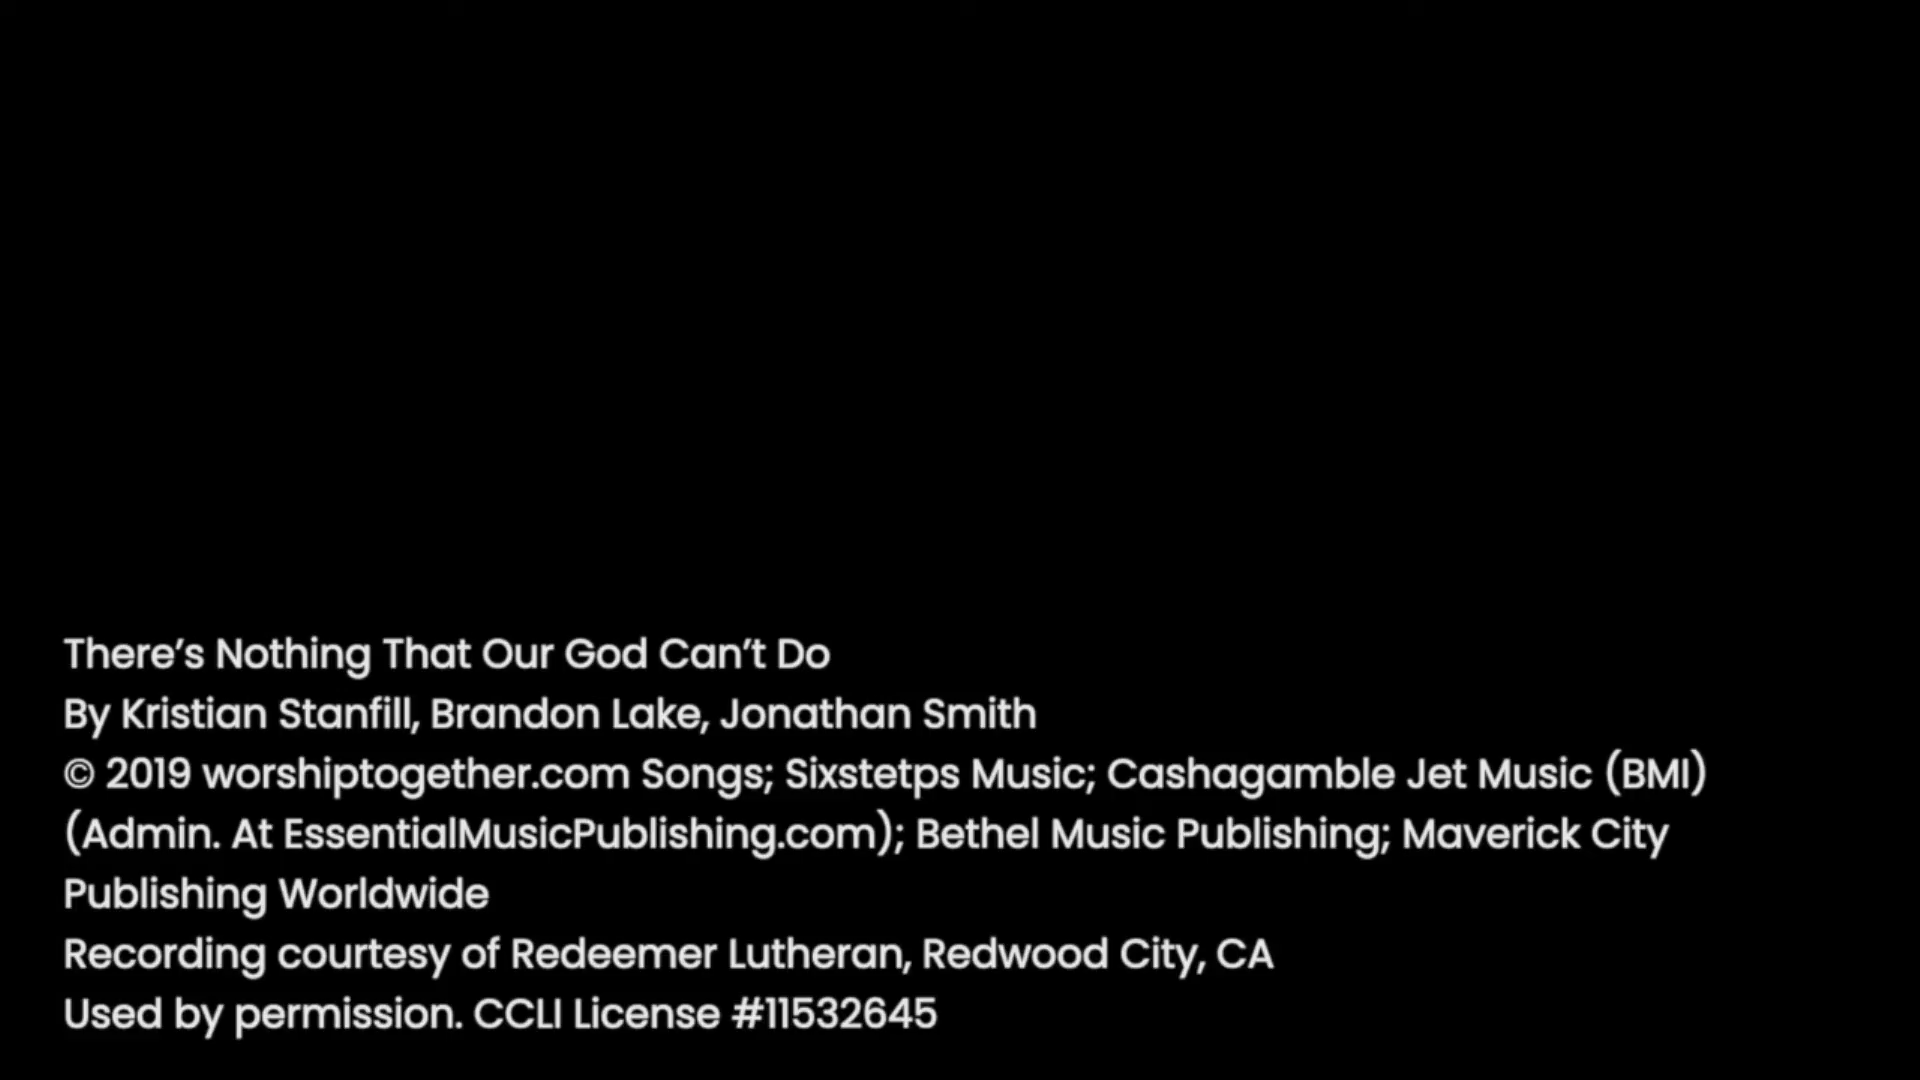 There’s Nothing That Our God Can’t Do
By Kristian Stanfill, Brandon Lake, Jonathan Smith
© 2019 worshiptogether.com Songs; Sixstetps Music; Cashagamble Jet Music (BMI)
(Admin. At EssentialMusicPublishing.com); Bethel Music Publishing; Maverick City
Publishing Worldwide
Recording courtesy of Redeemer Lutheran, Redwood City, CA
Used by permission. CCLI License #11532645